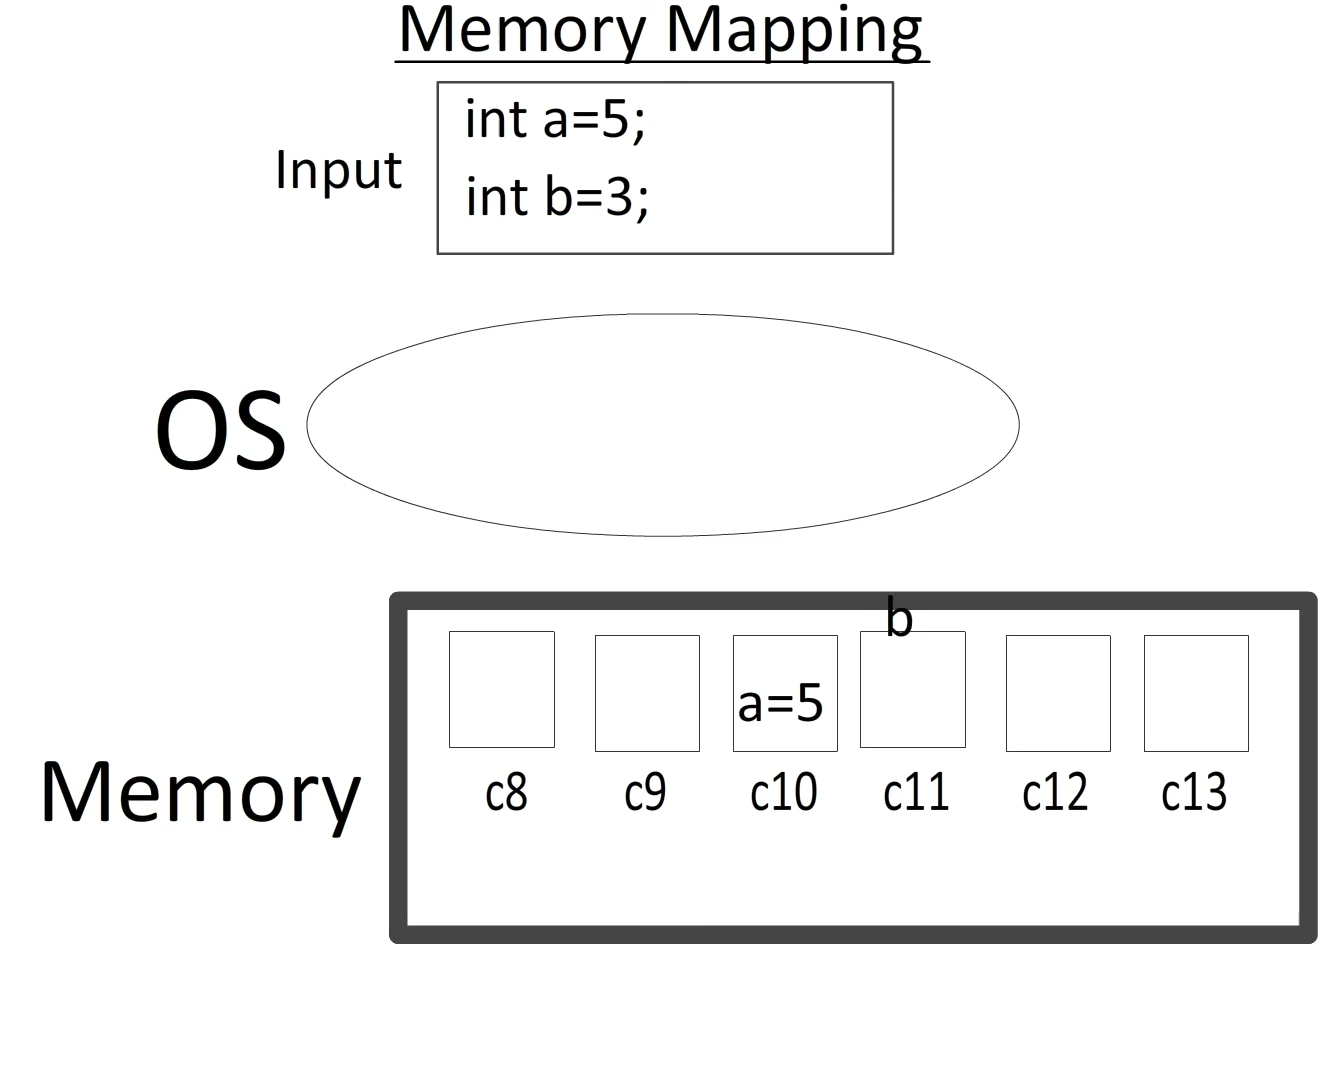 Memory Mapping
int a=5;
Input
int b=3;
OS
b
a=5
c8 c9 c10 c11 c12 c13
Memory